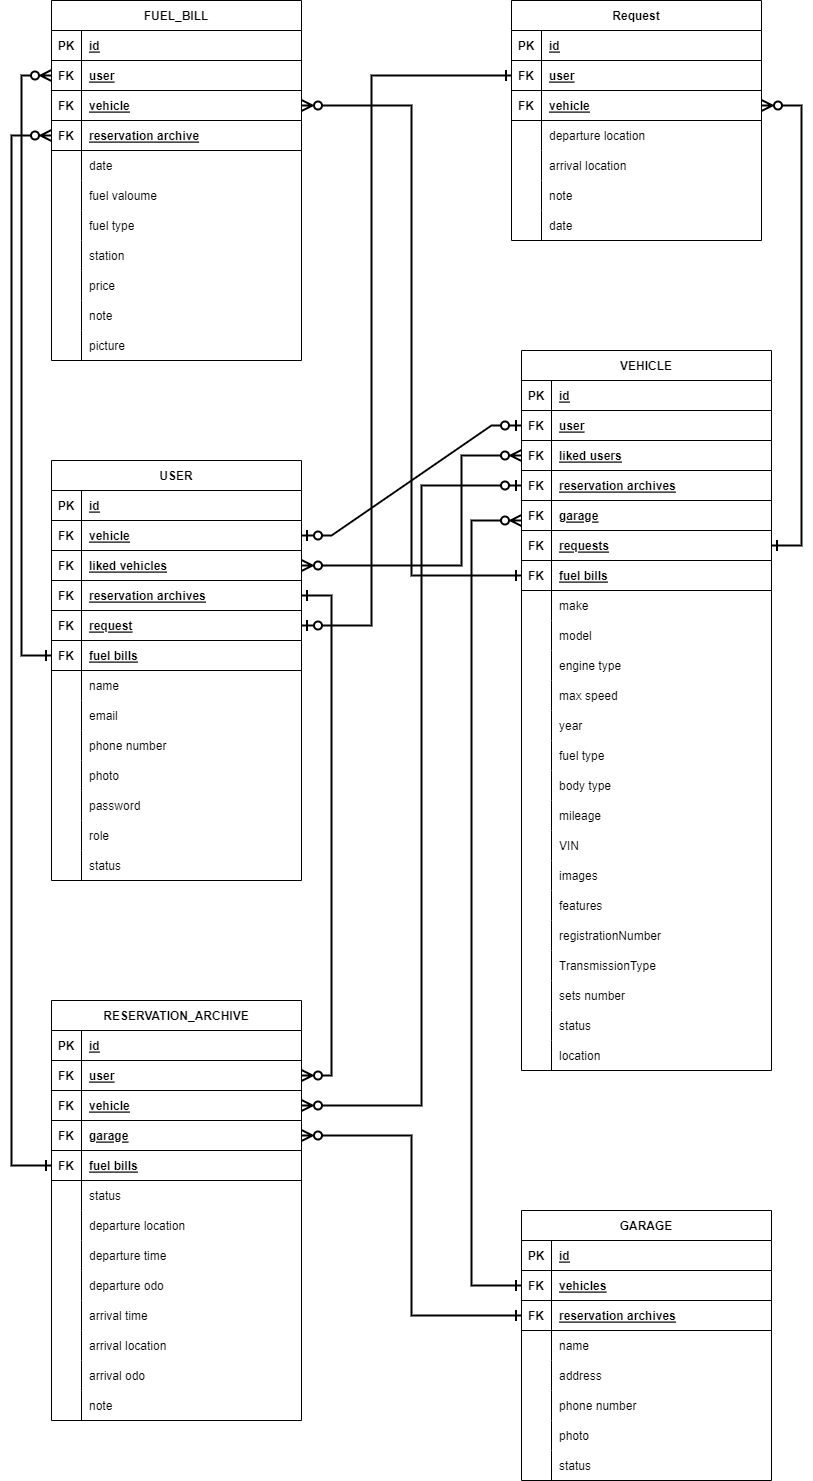 FUEL_BILL
PK id
FK user
FK vehicle
FK reservation archive
date
fuel valoume
fuel type
station
price
note
picture
Request
PK id
FK user
FK vehicle
departure location
arrival location
note
date
USER
PK id
FK vehicle
FK liked vehicles
FK reservation archives
FK request
FK fuel bills
name
email
phone number
photo
password
role
status
VEHICLE
PK id
FK user
FK liked users
FK reservation archives
FK garage
FK requests
FK fuel bills
make
model
engine type
max speed
year
fuel type
body type
mileage
VIN
images
features
registrationNumber
TransmissionType
sets number
status
location
RESERVATION_ARCHIVE
PK id
FK user
FK vehicle
FK garage
FK fuel bills
status
departure location
departure time
departure odo
arrival time
arrival location
arrival odo
note
GARAGE
PK id
FK vehicles
FK reservation archives
name
address
phone number
photo
status